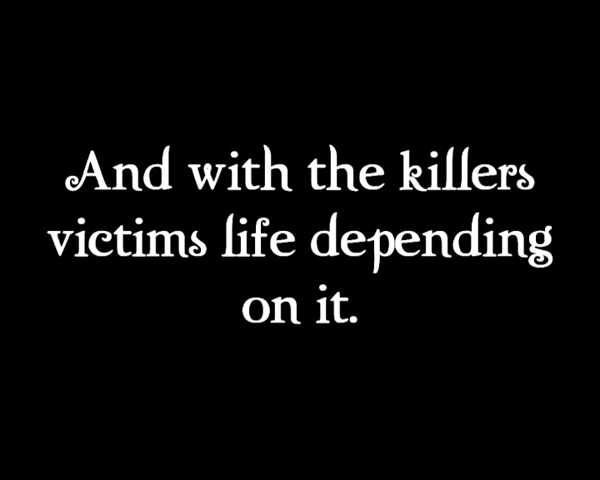 And with the killers
victims life depending
on it.